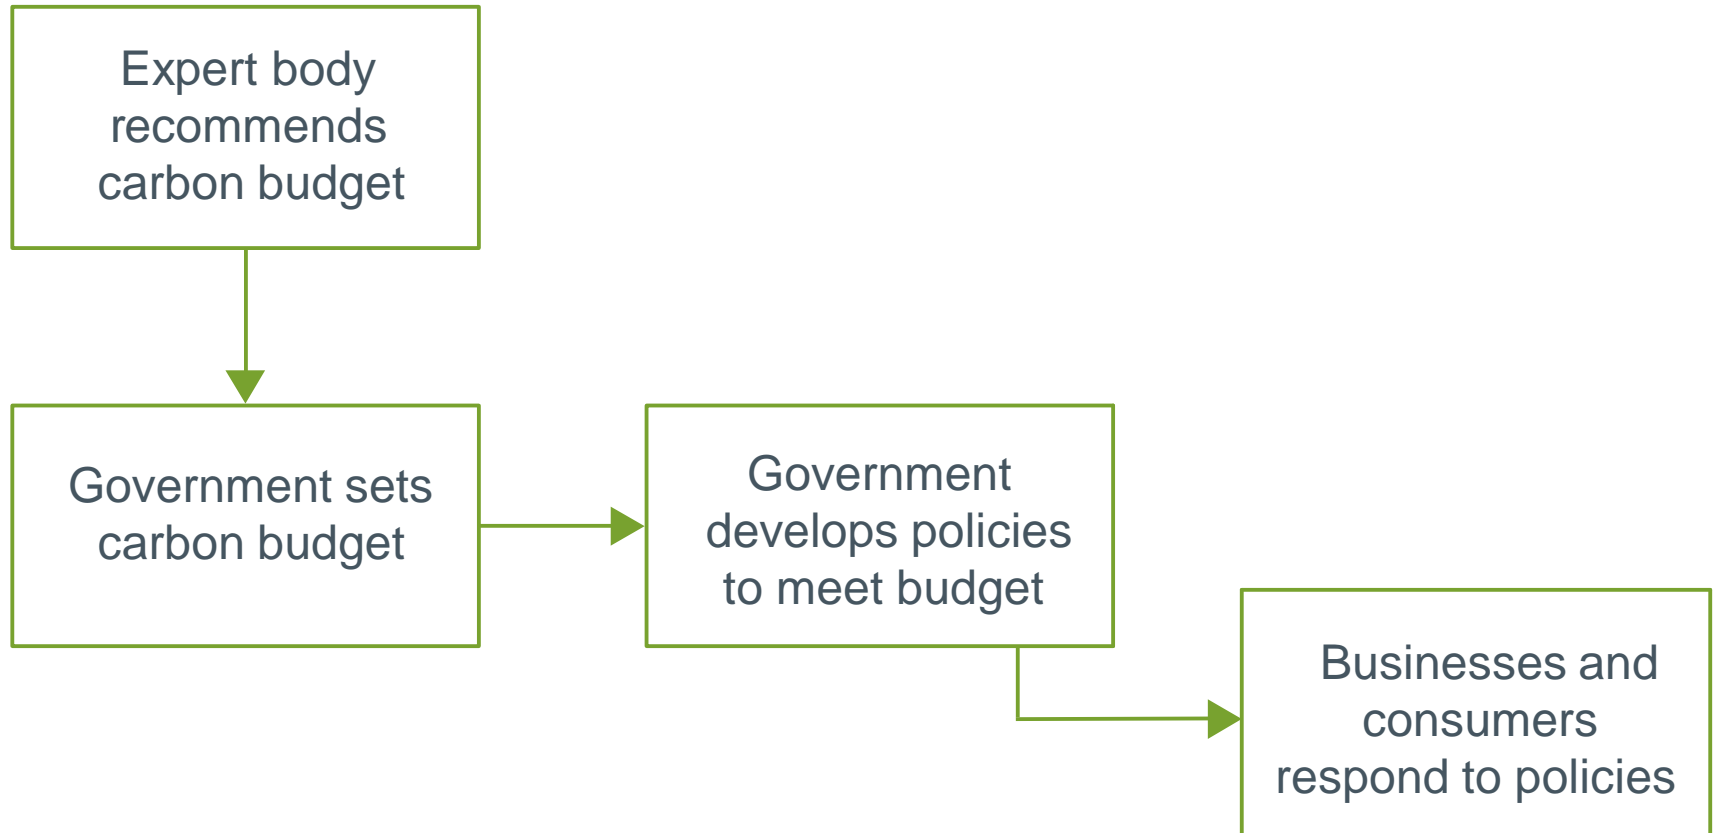 Expert body
recommends
carbon budget
Government sets
carbon budget
Government
develops policies
to meet budget
Businesses and
consumers
respond to policies